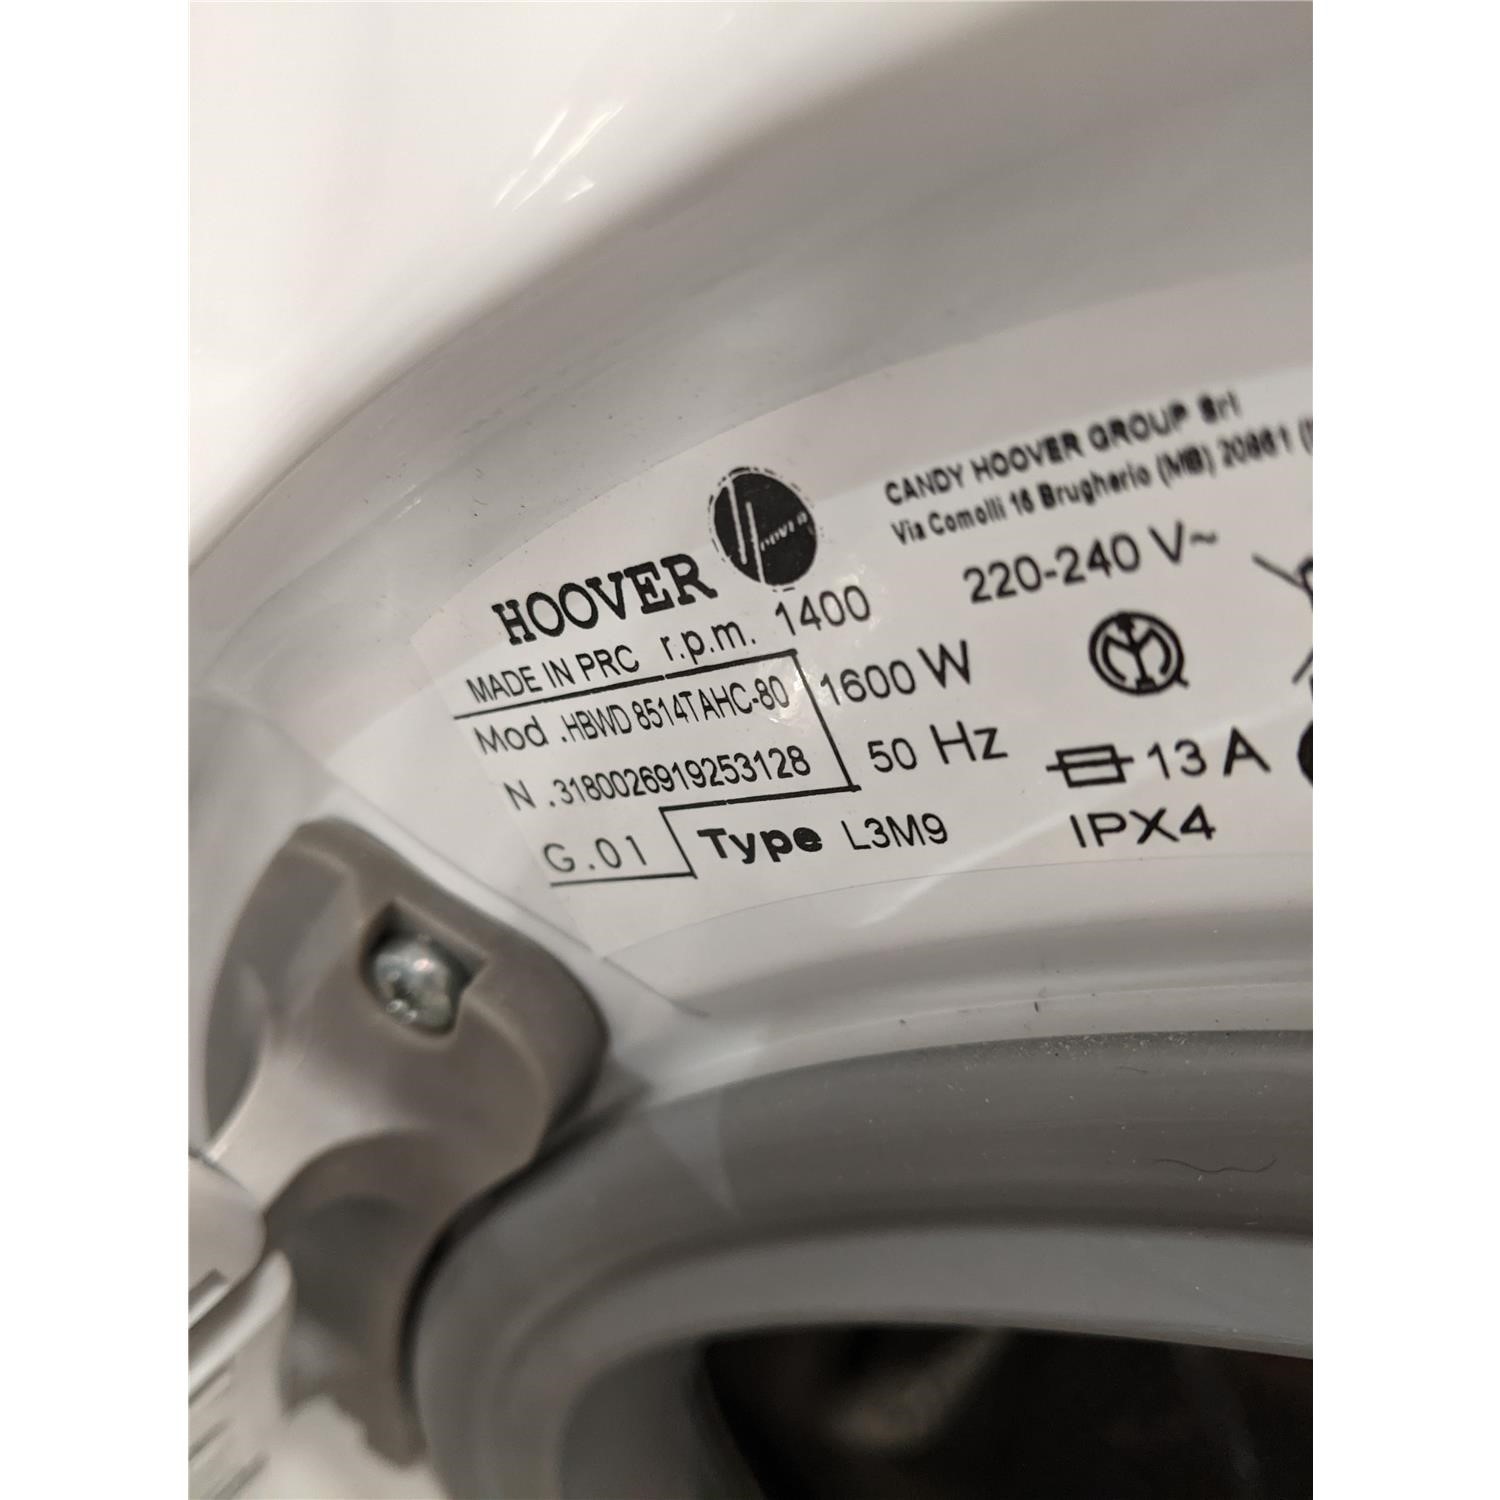 HOOVER
CANDY HOOVER GROUP Srl
Via Comolli 16 Brugherio (MB) 20861
MADE IN PRC r.p.m. 1400
220-240 V~
Mod .HBWD 8514TAHC-80
1600 W
N .3180026919253128
50 Hz
13 A
G .01
Type L3M9
IPX4